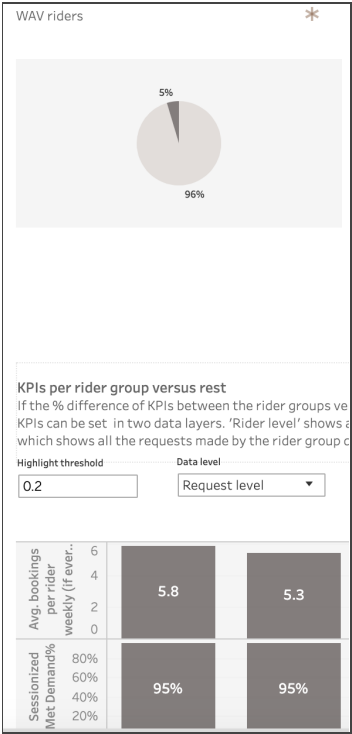 WAV riders
5%
96%
KPIs per rider group versus rest
If the % difference of KPIs between the rider groups ve
KPIs can be set in two data layers. 'Rider level' shows a
which shows all the requests made by the rider group c
Highlight threshold
Data level
0.2
Request level
Avg. bookings
per rider
weekly (if ever..
6
4
2
0
5.8
5.3
Sessionized
Met Demand%
80%
60%
40%
20%
95%
95%